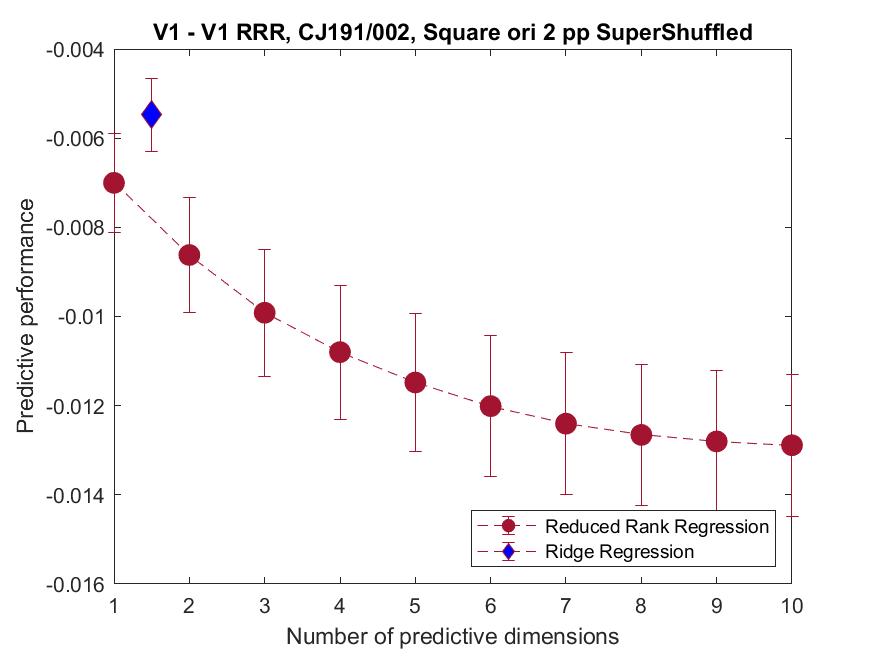 V1 - V1 RRR, CJ191/002, Square ori 2 pp SuperShuffled
-0.004
-0.006
-0.008
-0.01
-0.012
-0.014
-0.016
Predictive performance
Reduced Rank Regression
Ridge Regression
1 2 3 4 5 6 7 8 9 10
Number of predictive dimensions